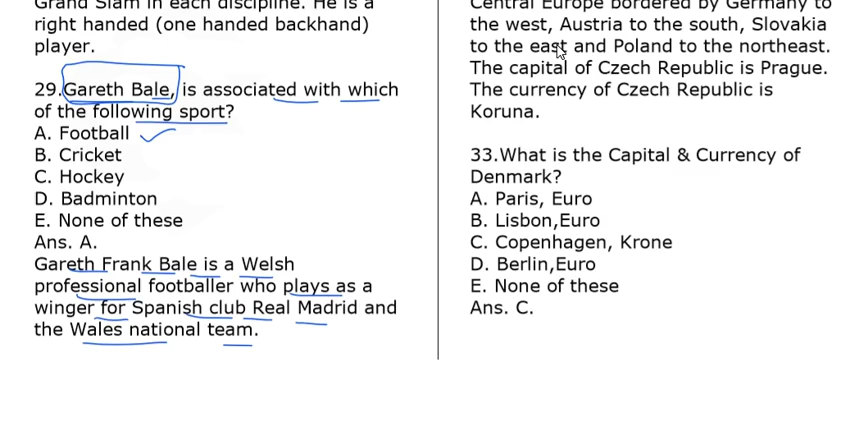 Grand Slam in each discipline. He is a
right handed (one handed backhand)
player.
29.Gareth Bale, is associated with which
of the following sport?
A. Football
B. Cricket
C. Hockey
D. Badminton
E. None of these
Ans. A.
Gareth Frank Bale is a Welsh
professional footballer who plays as a
winger for Spanish club Real Madrid and
the Wales national team.
Central Europe bordered by Germany to
the west, Austria to the south, Slovakia
to the east and Poland to the northeast.
The capital of Czech Republic is Prague.
The currency of Czech Republic is
Koruna.
33.What is the Capital & Currency of
Denmark?
A. Paris, Euro
B. Lisbon,Euro
C. Copenhagen, Krone
D. Berlin,Euro
E. None of these
Ans. C.